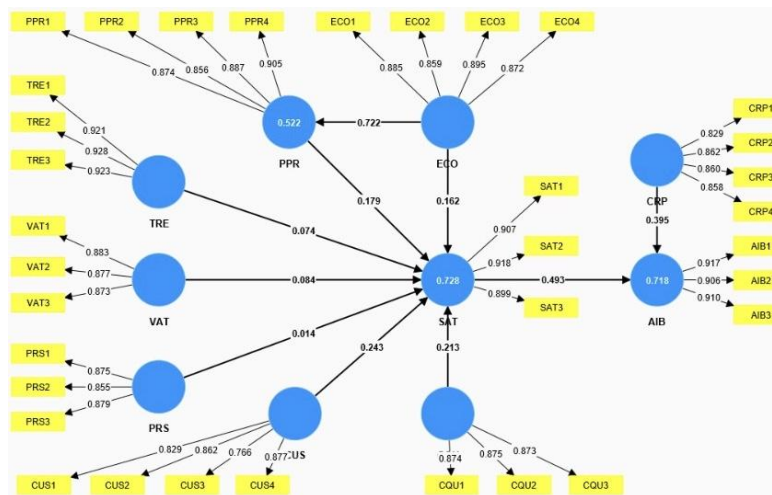 PPR1
PPR2
PPR3
PPR4
ECO1
ECO2
ECO3
ECO4
0.874
0.856
0.887
0.905
0.885
0.859
0.895
0.872
TRE1
TRE2
TRE3
0.921
0.928
0.923
0.522
0.722
PPR
ECO
CRP1
CRP2
CRP3
CRP4
0.829
0.862
0.860
0.858
CRP
TRE
0.179
0.162
0.395
0.074
SAT1
SAT2
SAT3
0.907
0.918
0.899
VAT1
VAT2
VAT3
0.883
0.877
0.873
VAT
0.084
0.728
SAT
0.493
0.718
AIB
AIB1
AIB2
AIB3
0.917
0.906
0.910
0.014
0.243
0.213
PRS1
PRS2
PRS3
0.875
0.855
0.879
PRS
CUS
0.829
0.862
0.766
0.877
0.874
0.875
0.873
CUS1
CUS2
CUS3
CUS4
CQU1
CQU2
CQU3